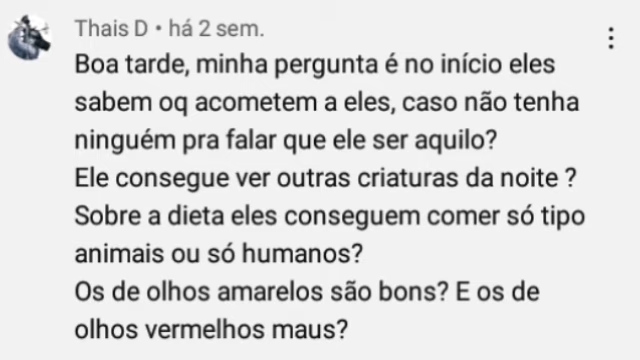 Thais D • há 2 sem.
Boa tarde, minha pergunta é no início eles
sabem oq acometem a eles, caso não tenha
ninguém pra falar que ele ser aquilo?
Ele consegue ver outras criaturas da noite ?
Sobre a dieta eles conseguem comer só tipo
animais ou só humanos?
Os de olhos amarelos são bons? E os de
olhos vermelhos maus?